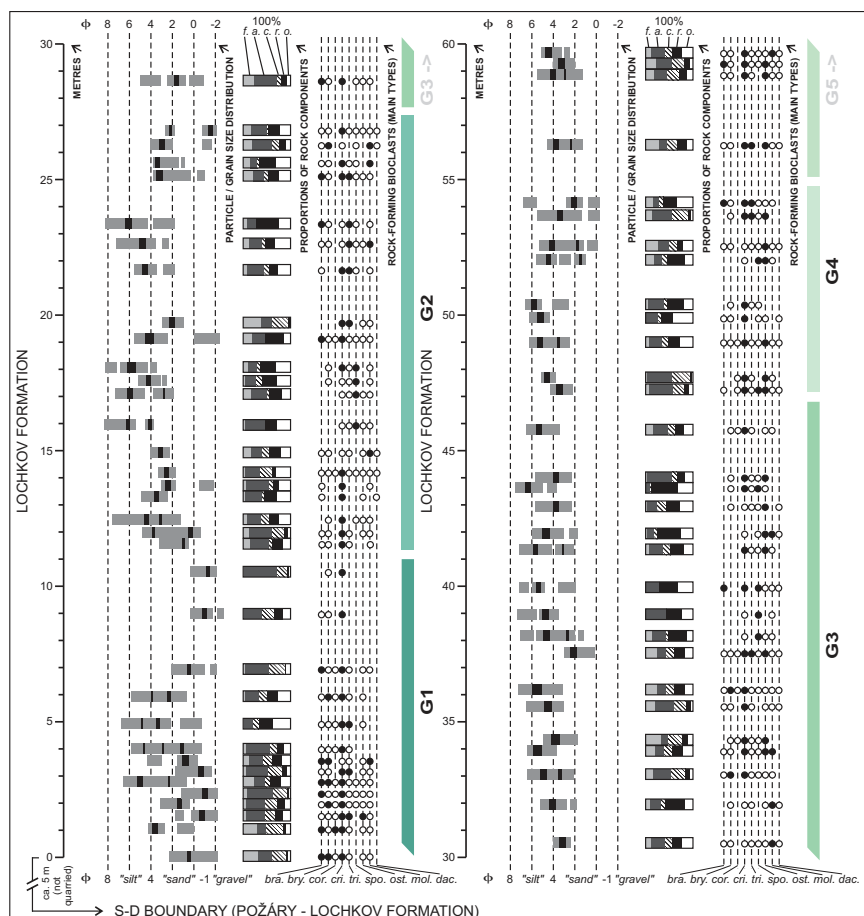 ϕ 8 6 4 2 0 -2
100%
f. a. c. r. o.
METRES
PARTICLE / GRAIN SIZE DISTRIBUTION
PROPORTIONS OF ROCK COMPONENTS
ROCK-FORMING BIOCLASTS (MAIN TYPES)
G3 ->
G2
G1
LOCHKOV FORMATION
30
25
20
15
10
5
0
ϕ 8 "silt" 4 "sand" -1 "gravel"
bra. bry. cor. cri. tri. spo. ost. mol. dac.
ca. 5 m
(not
quarried)
S-D BOUNDARY (POŽÁRY - LOCHKOV FORMATION)
ϕ 8 6 4 2 0 -2
100%
f. a. c. r. o.
METRES
PARTICLE / GRAIN SIZE DISTRIBUTION
PROPORTIONS OF ROCK COMPONENTS
ROCK-FORMING BIOCLASTS (MAIN TYPES)
G5 ->
G4
G3
LOCHKOV FORMATION
60
55
50
45
40
35
30
ϕ 8 "silt" 4 "sand" -1 "gravel"
bra. bry. cor. cri. tri. spo. ost. mol. dac.